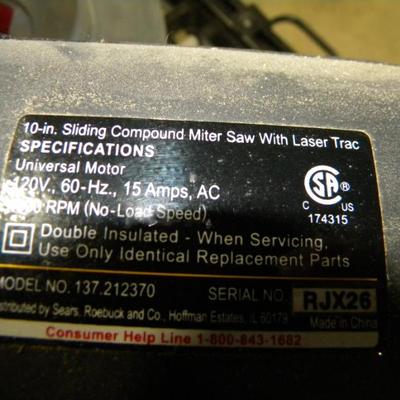 10-in. Sliding Compound Miter Saw With Laser Trac
SPECIFICATIONS
Universal Motor
120V., 60-Hz., 15 Amps, AC
RPM (No-Load Speed)
SA
C US
174315
Double Insulated - When Servicing,
Use Only Identical Replacement Parts
MODEL NO. 137.212370 SERIAL NO. RJX26
Distributed by Sears, Roebuck and Co., Hoffman Estates, IL 60179 Made in China
Consumer Help Line 1-800-843-1682